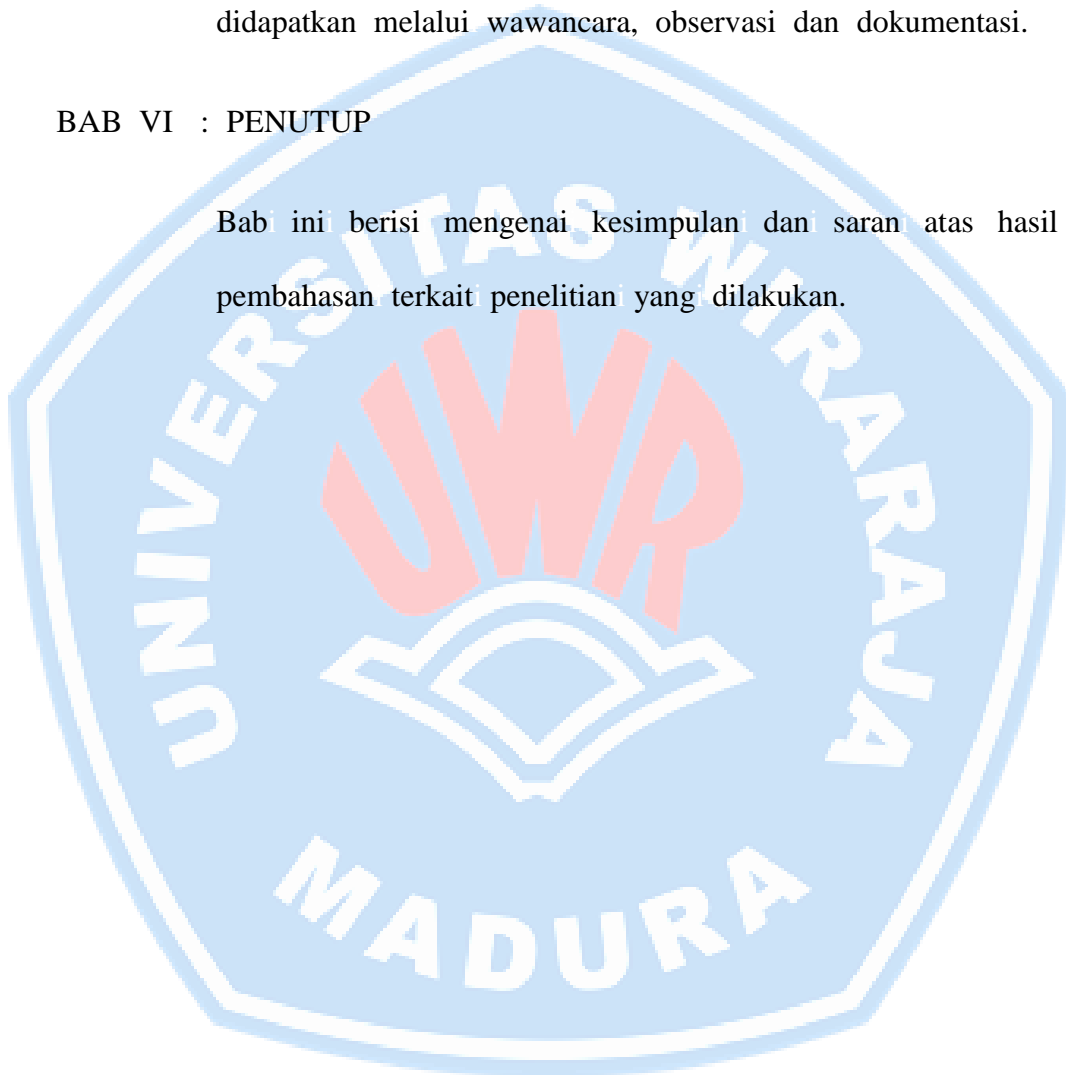 didapatkan melalui wawancara, observasi dan dokumentasi.
BAB VI : PENUTUP
Bab ini berisi mengenai kesimpulan dan saran atas hasil
pembahasan terkait penelitian yang dilakukan.
UNIVERSITAS WIRARAJA
UWR
MADURA